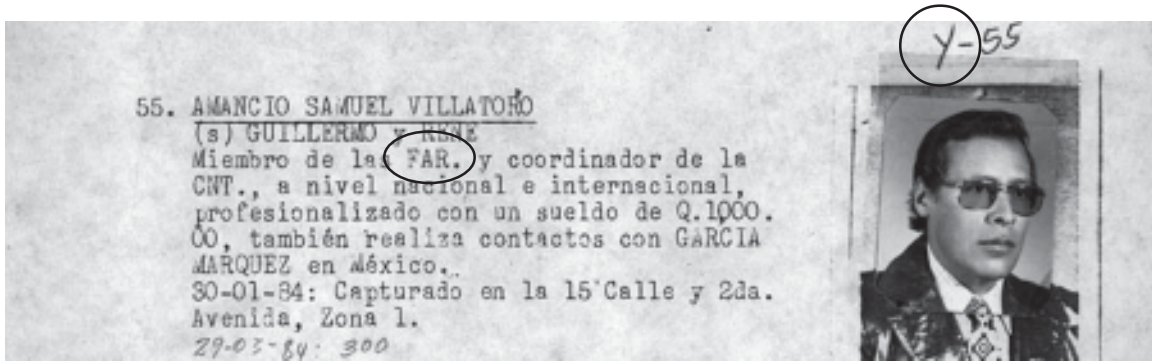 Y-55
55. AMANCIO SAMUEL VILLATORO
(s) GUILLERMO y RENE
Miembro de las FAR. y coordinador de la
CNT., a nivel nacional e internacional,
profesionalizado con un sueldo de Q.1000.
00, también realiza contactos con GARCIA
MARQUEZ en México.
30-01-84: Capturado en la 15 Calle y 2da.
Avenida, Zona 1.
29-03-84: 300